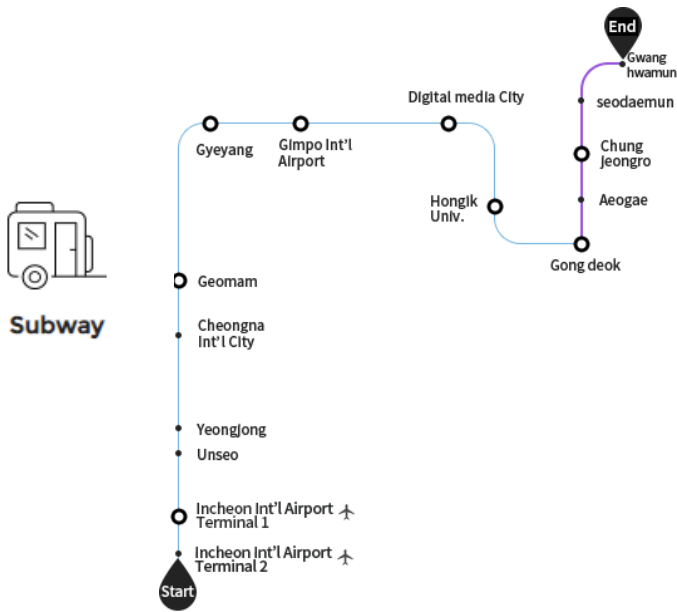 End
Gwang
hwamun
Digital media City
seodaemun
Gyeyang
Gimpo Int'l
Airport
Chung
jeongro
Hongik
Univ.
Aeogae
Gong deok
Geomam
Subway
Cheongna
Int'l City
Yeongjong
Unseo
Incheon Int'l Airport
Terminal 1
Incheon Int'l Airport
Terminal 2
Start